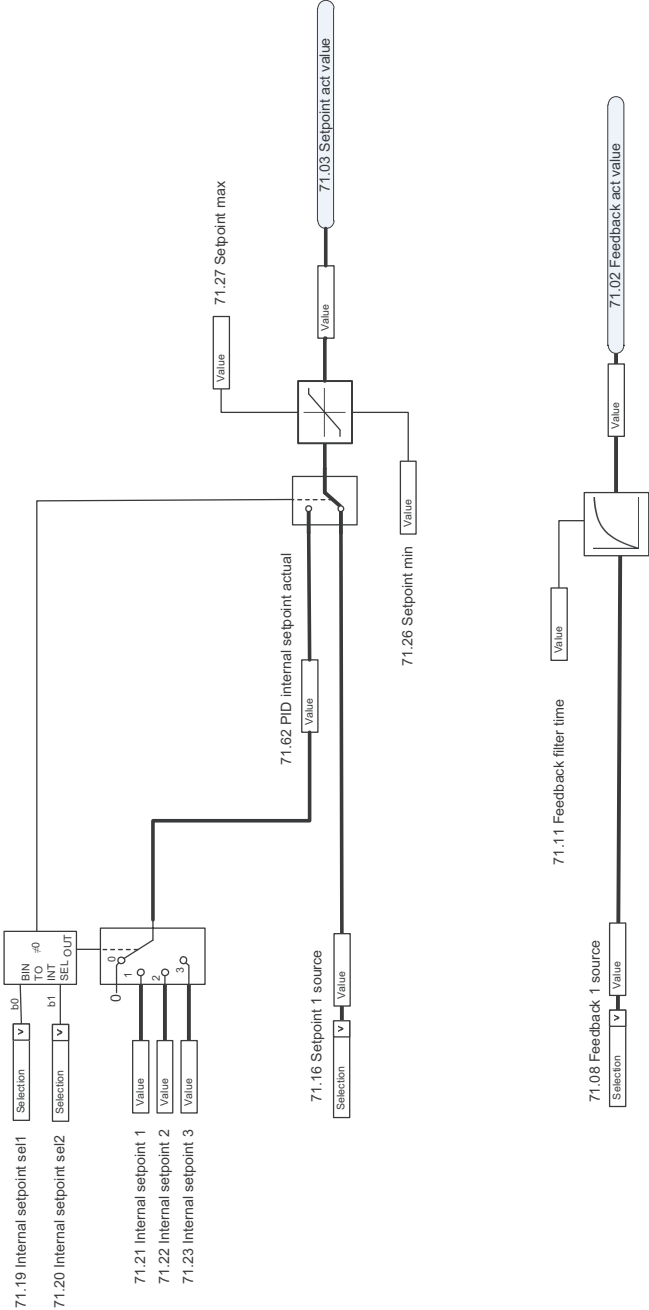 71.19 Internal setpoint sel1
Selection
v
b0
71.20 Internal setpoint sel2
Selection
v
b1
BIN
TO
INT
SEL
≠0
OUT
71.21 Internal setpoint 1
Value
71.22 Internal setpoint 2
Value
71.23 Internal setpoint 3
Value
0
0
1
2
3
71.62 PID internal setpoint actual
Value
71.16 Setpoint 1 source
Selection
v
Value
71.27 Setpoint max
Value
71.26 Setpoint min
Value
Value
71.03 Setpoint act value
71.11 Feedback filter time
Value
71.08 Feedback 1 source
Selection
v
Value
Value
71.02 Feedback act value